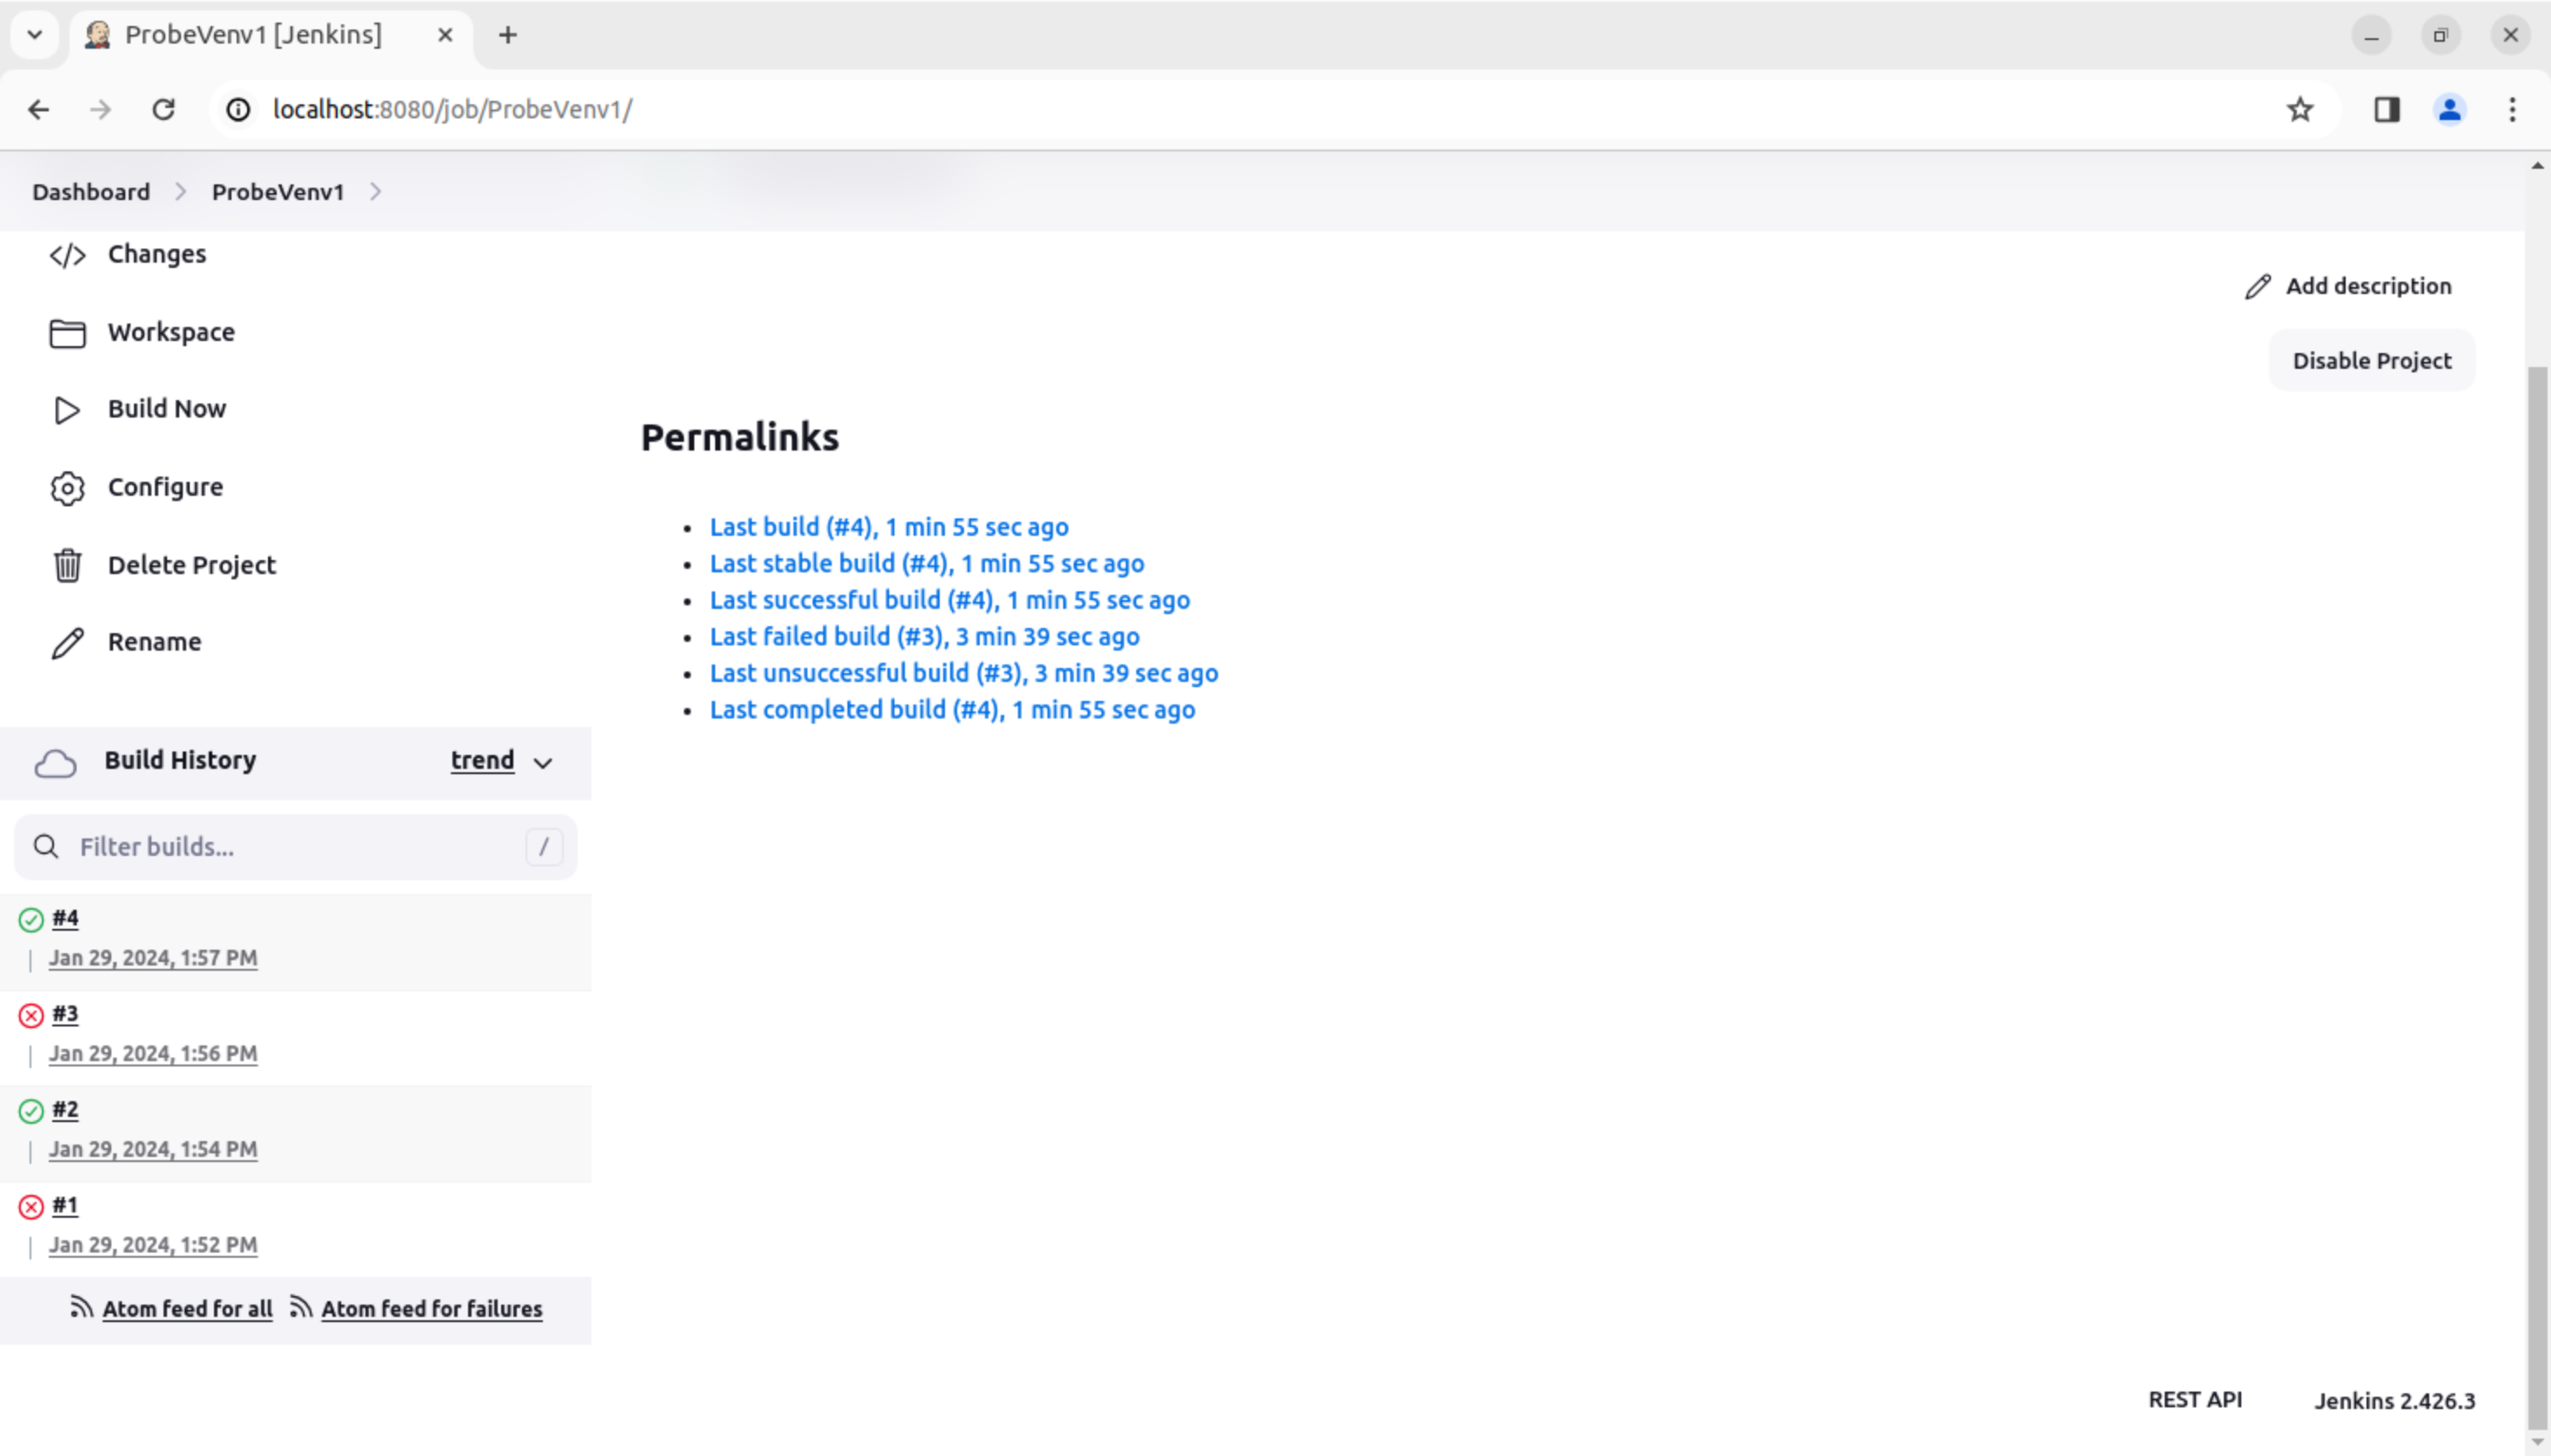 ProbeVenv1 [Jenkins]
localhost:8080/job/ProbeVenv1/
Dashboard
ProbeVenv1
Changes
Workspace
Build Now
Configure
Delete Project
Rename
Build History
trend
Filter builds...
/
#4
Jan 29, 2024, 1:57 PM
#3
Jan 29, 2024, 1:56 PM
#2
Jan 29, 2024, 1:54 PM
#1
Jan 29, 2024, 1:52 PM
Atom feed for all
Atom feed for failures
Add description
Disable Project
Permalinks
Last build (#4), 1 min 55 sec ago
Last stable build (#4), 1 min 55 sec ago
Last successful build (#4), 1 min 55 sec ago
Last failed build (#3), 3 min 39 sec ago
Last unsuccessful build (#3), 3 min 39 sec ago
Last completed build (#4), 1 min 55 sec ago
REST API
Jenkins 2.426.3